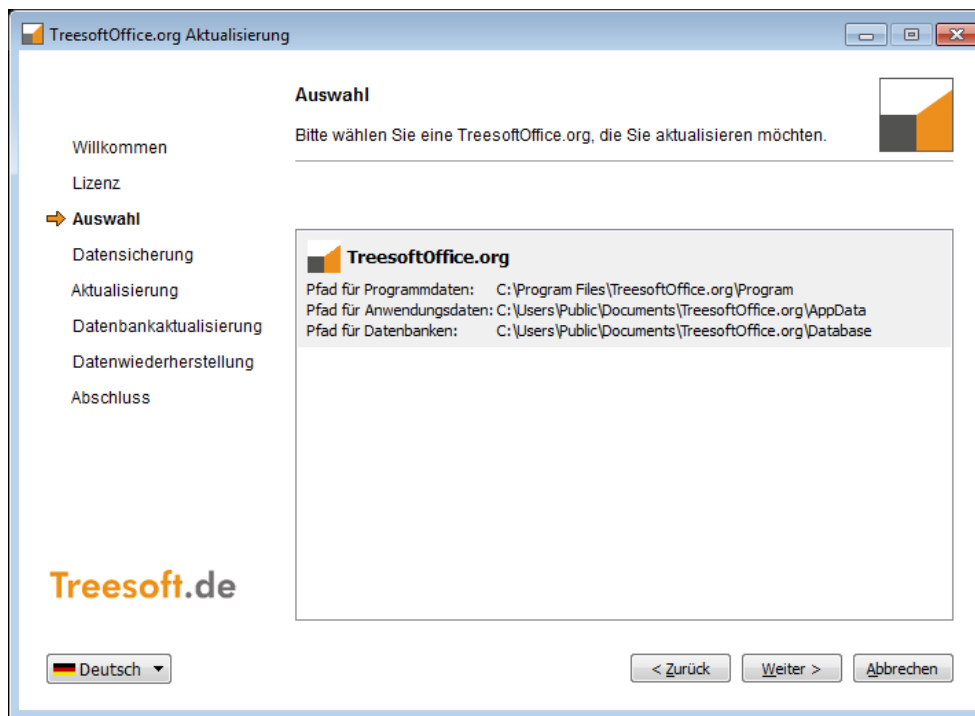 TreesoftOffice.org Aktualisierung
Auswahl
Bitte wählen Sie eine TreesoftOffice.org, die Sie aktualisieren möchten.
Willkommen
Lizenz
Auswahl
Datensicherung
Aktualisierung
Datenbankaktualisierung
Datenwiederherstellung
Abschluss
TreesoftOffice.org
Pfad für Programmdaten: C:\Program Files\TreesoftOffice.org\Program
Pfad für Anwendungsdaten: C:\Users\Public\Documents\TreesoftOffice.org\AppData
Pfad für Datenbanken: C:\Users\Public\Documents\TreesoftOffice.org\Database
Treesoft.de
Deutsch
< Zurück Weiter > Abbrechen